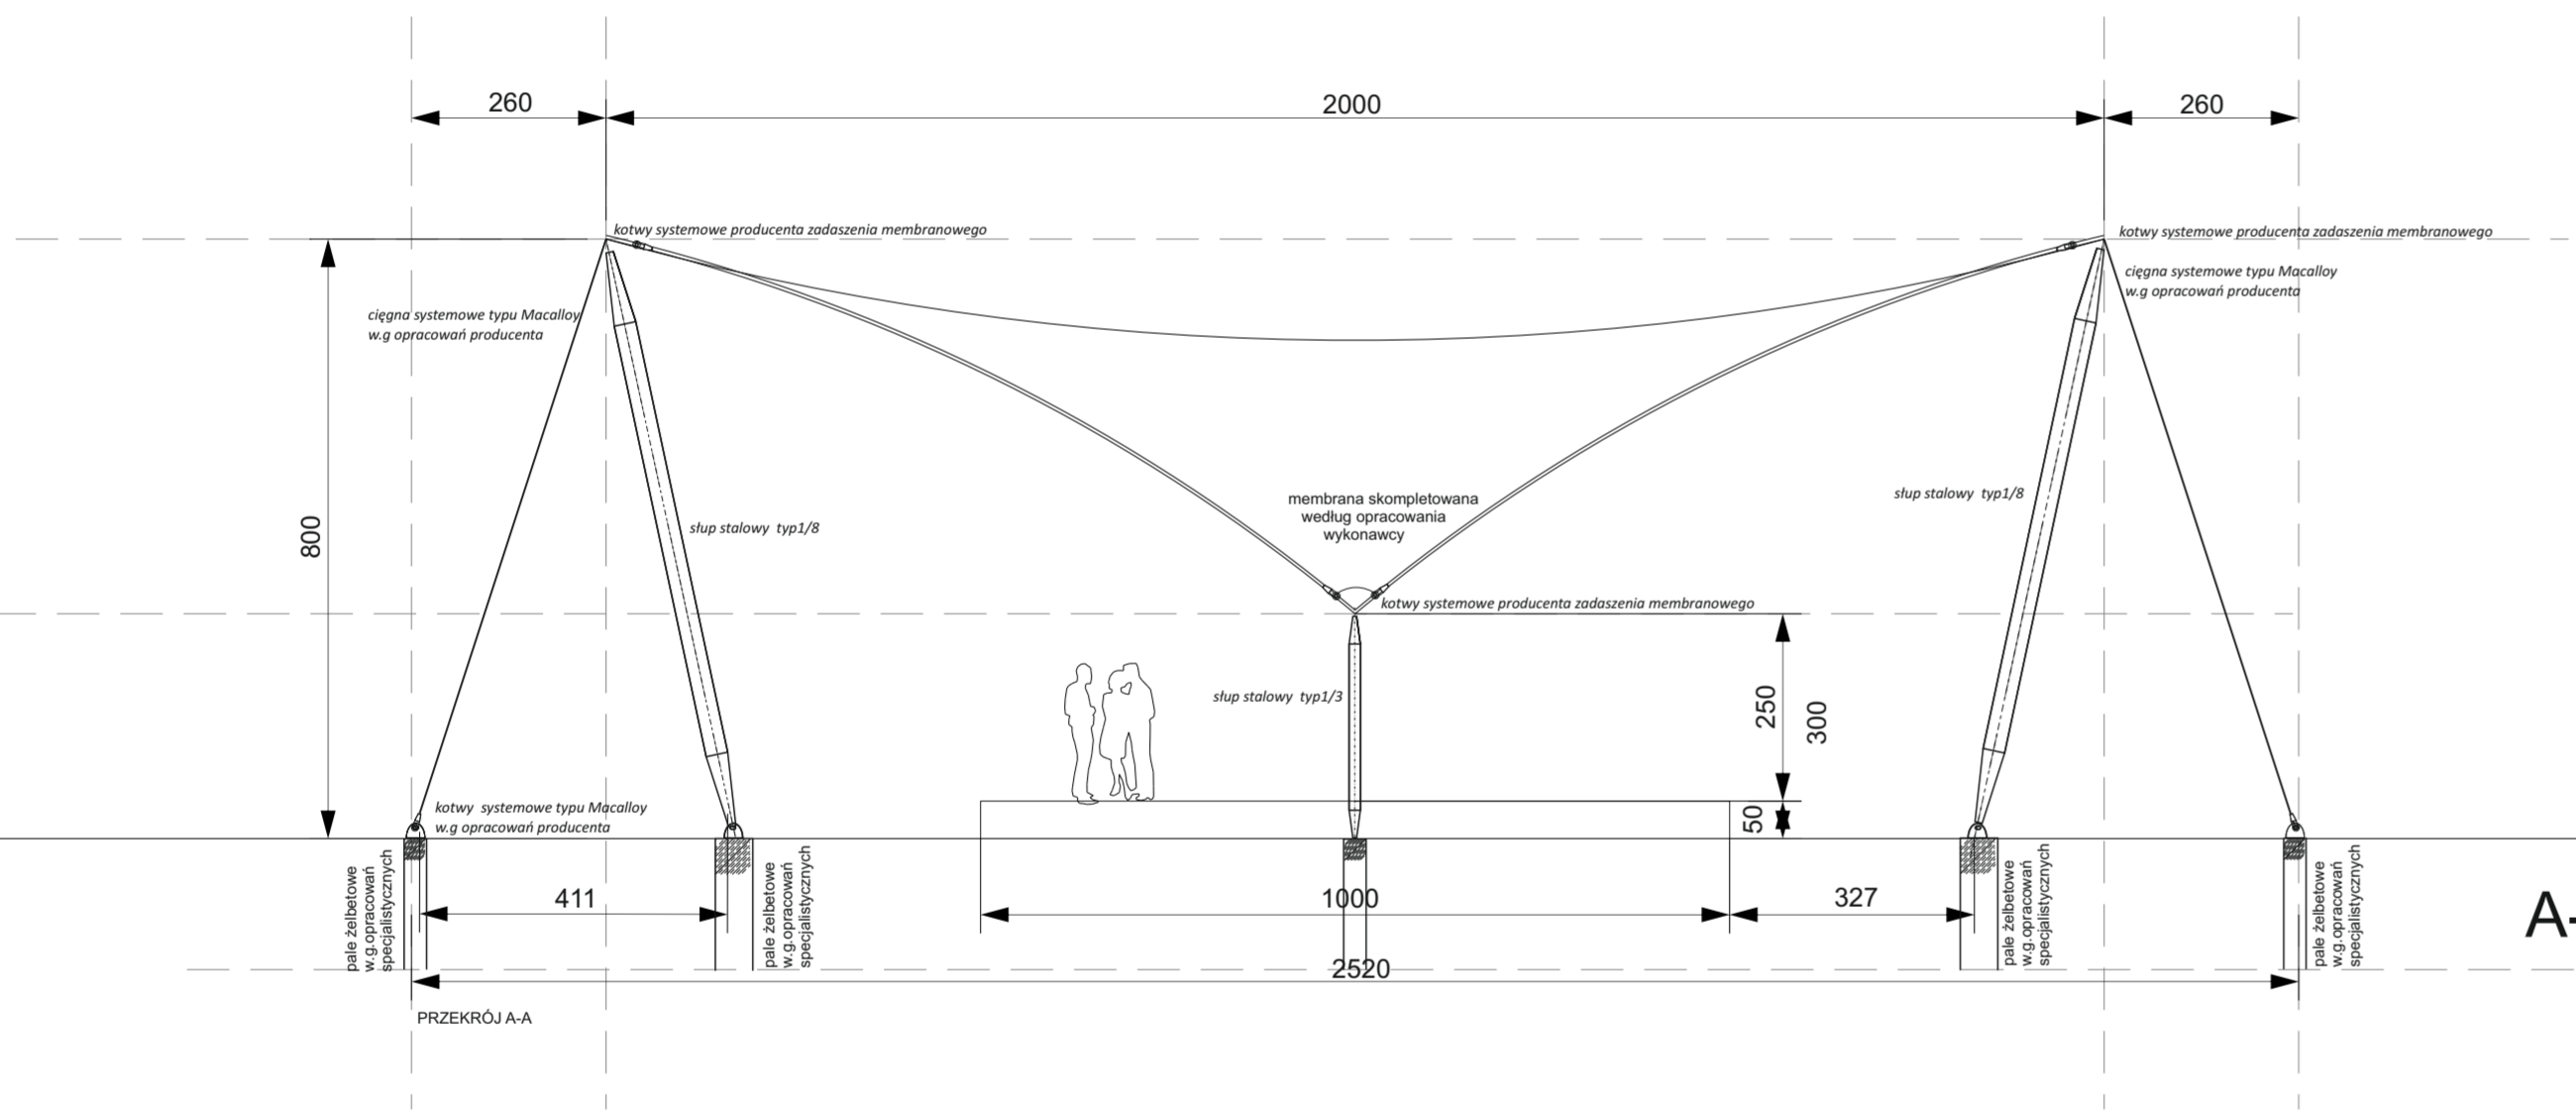 260
2000
260
kotwy systemowe producenta zadaszenia membranowego
kotwy systemowe producenta zadaszenia membranowego
cięgna systemowe typu Macalloy
w.g opracowań producenta
cięgna systemowe typu Macalloy
w.g opracowań producenta
800
słup stalowy typ1/8
membrana skompletowana
według opracowania
wykonawcy
słup stalowy typ1/8
kotwy systemowe producenta zadaszenia membranowego
słup stalowy typ1/3
250
300
50
kotwy systemowe typu Macalloy
w.g opracowań producenta
pale żelbetowe
w.g.opracowań
specjalistycznych
411
pale żelbetowe
w.g.opracowań
specjalistycznych
1000
327
pale żelbetowe
w.g.opracowań
specjalistycznych
pale żelbetowe
w.g.opracowań
specjalistycznych
A-
2520
PRZEKRÓJ A-A